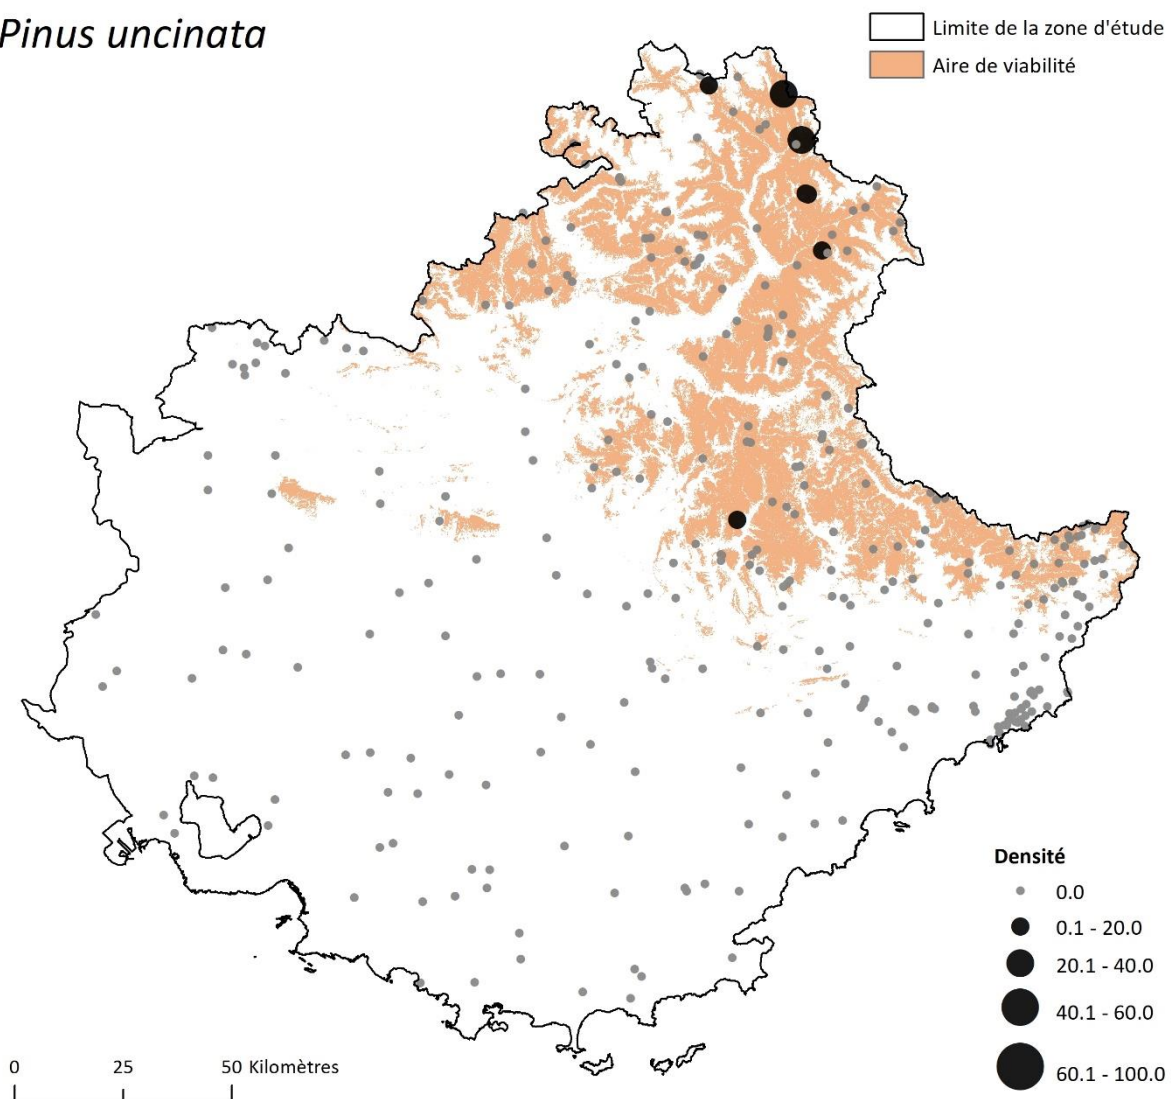 Pinus uncinata
Limite de la zone d'étude
Aire de viabilité
Densité
0.0
0.1 - 20.0
20.1 - 40.0
40.1 - 60.0
60.1 - 100.0
0 25 50 Kilomètres